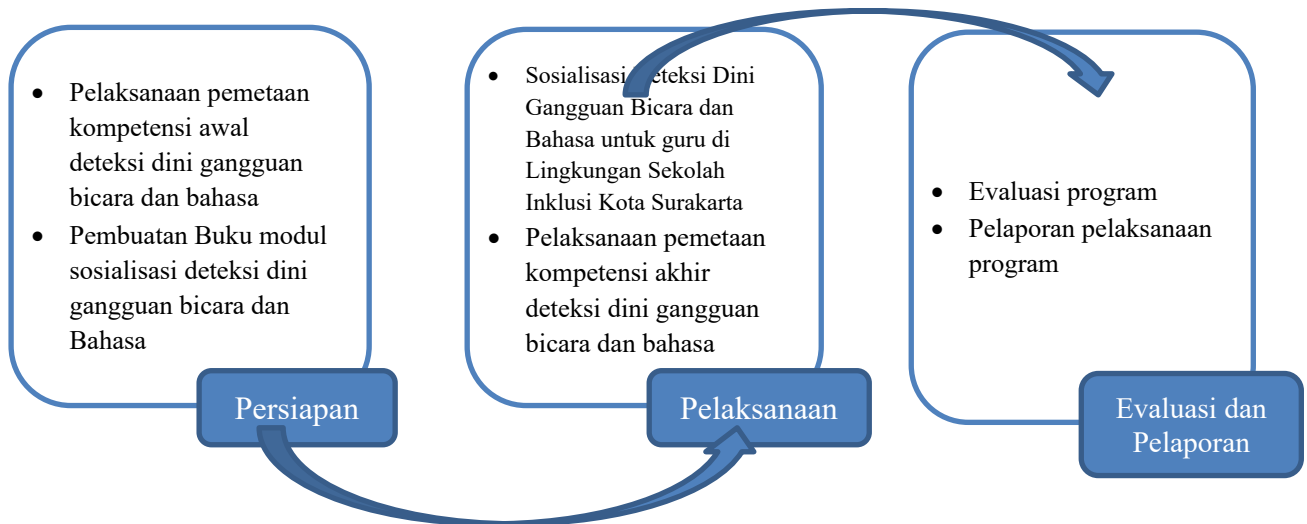 • Pelaksanaan pemetaan
kompetensi awal
deteksi dini gangguan
bicara dan bahasa
• Pembuatan Buku modul
sosialisasi deteksi dini
gangguan bicara dan
Bahasa
Persiapan
• Sosialisasi Deteksi Dini
Gangguan Bicara dan
Bahasa untuk guru di
Lingkungan Sekolah
Inklusi Kota Surakarta
• Pelaksanaan pemetaan
kompetensi akhir
deteksi dini gangguan
bicara dan bahasa
Pelaksanaan
• Evaluasi program
• Pelaporan pelaksanaan
program
Evaluasi dan
Pelaporan